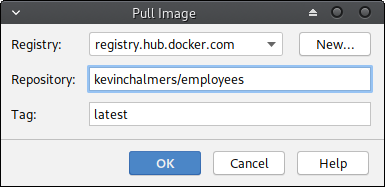 Pull Image
Registry: registry.hub.docker.com New...
Repository: kevinchalmers/employees
Tag: latest
OK Cancel Help